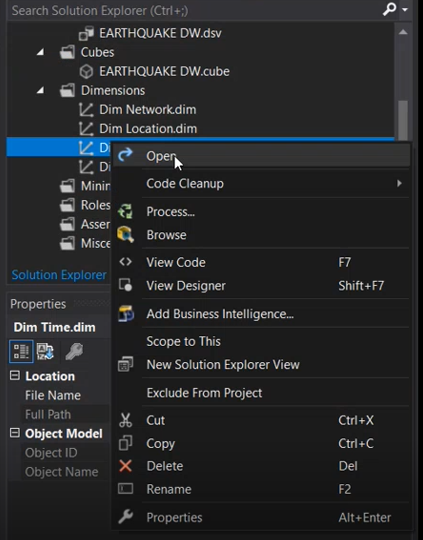 Search Solution Explorer (Ctrl+;)
EARTHQUAKE DW.dsv
Cubes
EARTHQUAKE DW.cube
Dimensions
Dim Network.dim
Dim Location.dim
Di
Di
Minin
Roles
Assen
Misce
Solution Explorer
Properties
Dim Time.dim
Location
File Name
Full Path
Object Model
Object ID
Object Name
Open
Code Cleanup
Process...
Browse
View Code F7
View Designer Shift+F7
Add Business Intelligence...
Scope to This
New Solution Explorer View
Exclude From Project
Cut Ctrl+X
Copy Ctrl+C
Delete Del
Rename F2
Properties Alt+Enter